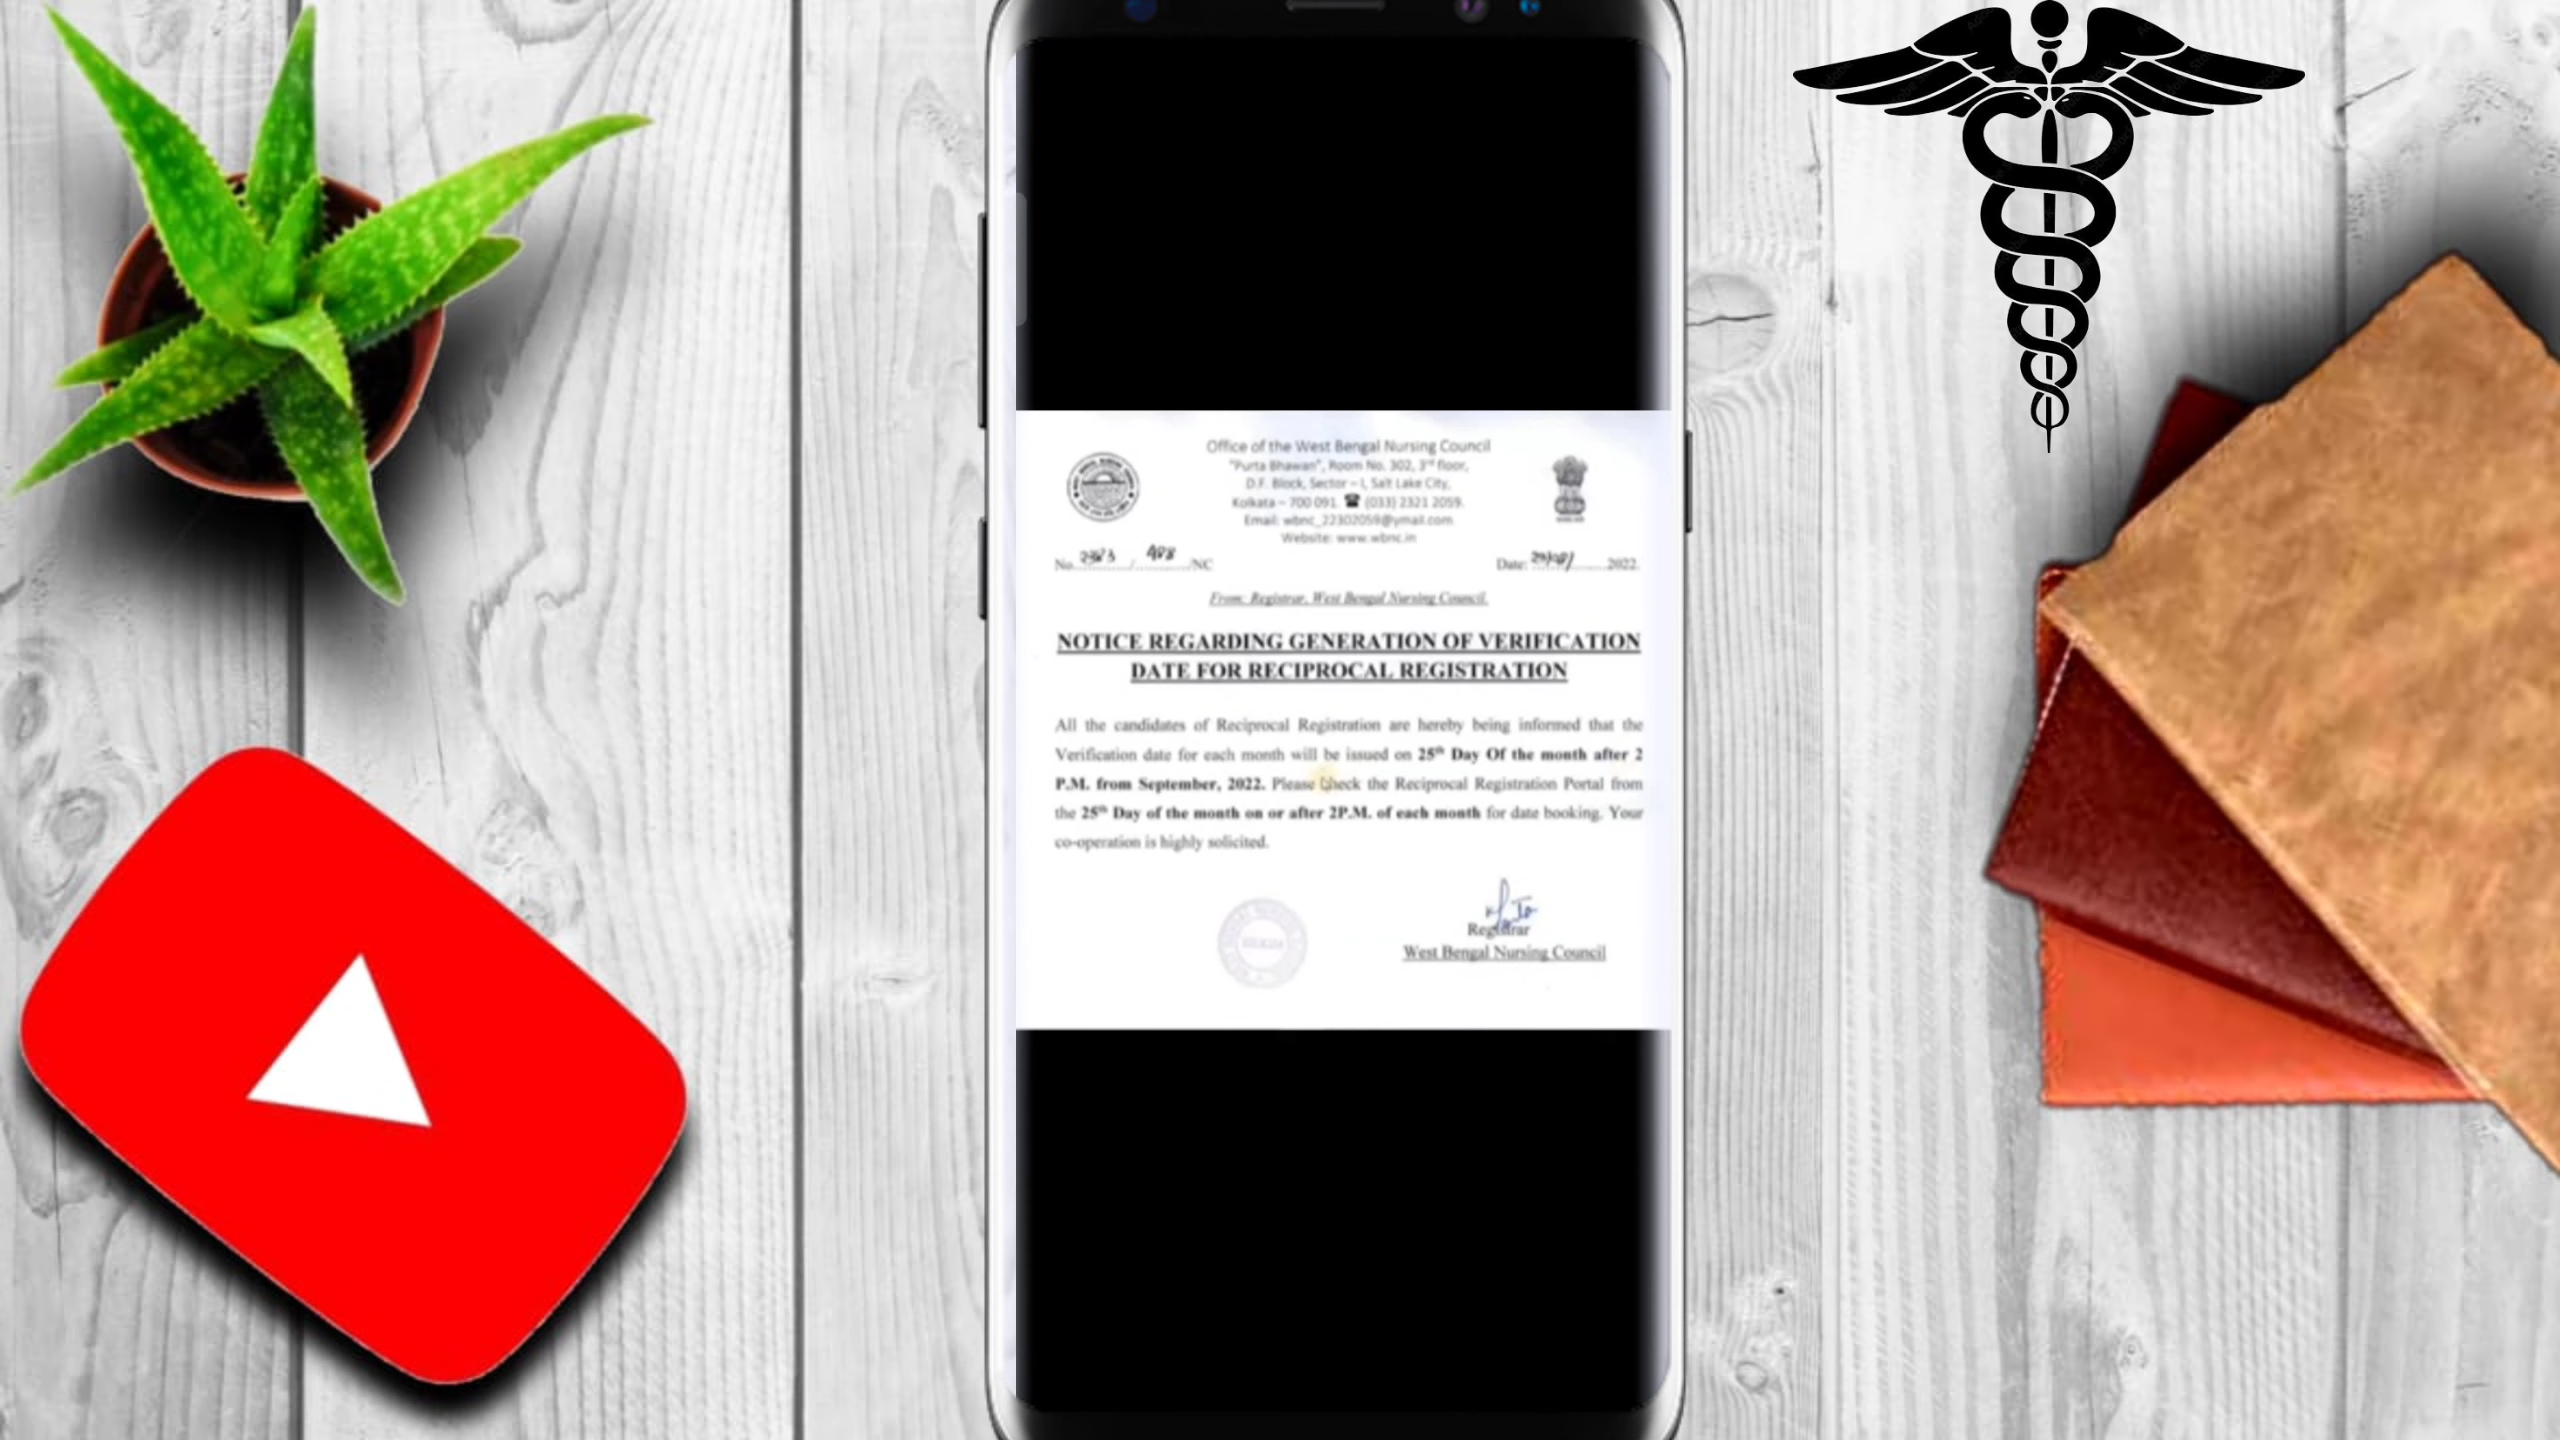 Office of the West Bengal Nursing Council
"Purta Bhawan", Room No. 302, 3rd floor,
D.F. Block, Sector – I, Salt Lake City,
Kolkata – 700 091. ☎ (033) 2321 2059.
Email: wbnc_22302059@ymail.com
Website: www.wbnc.in
No. / /NC Date: 2022.
From: Registrar, West Bengal Nursing Council.
NOTICE REGARDING GENERATION OF VERIFICATION
DATE FOR RECIPROCAL REGISTRATION
All the candidates of Reciprocal Registration are hereby being informed that the
Verification date for each month will be issued on 25th Day Of the month after 2
P.M. from September, 2022. Please check the Reciprocal Registration Portal from
the 25th Day of the month on or after 2P.M. of each month for date booking. Your
co-operation is highly solicited.
Registrar
West Bengal Nursing Council